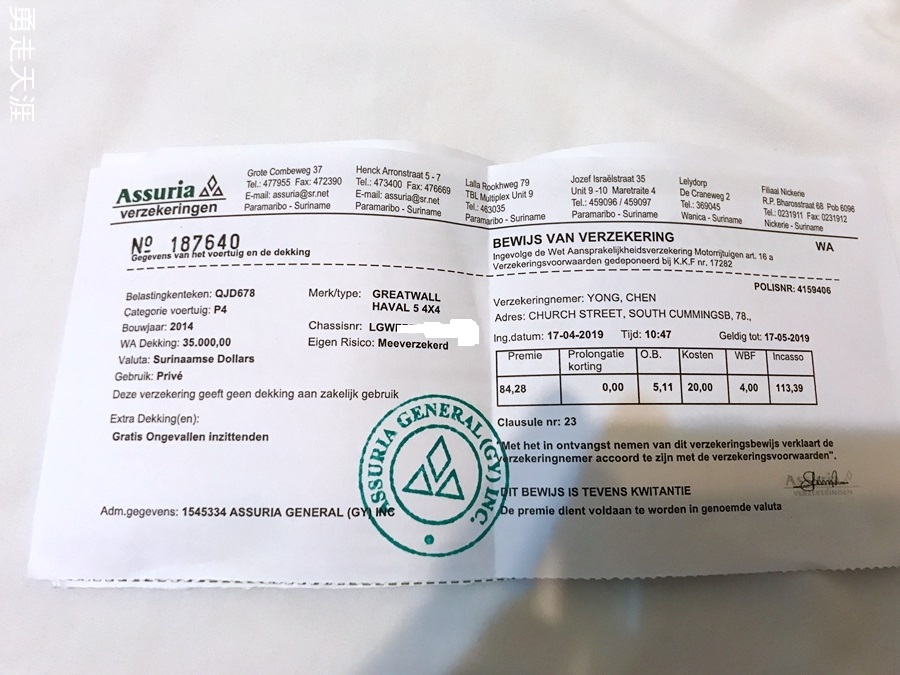 勇走天涯
Assuria
verzekeringen
Grote Combeweg 37
Tel.: 477955 Fax: 472390
E-mail: assuria@sr.net
Paramaribo - Suriname
Henck Arronstraat 5 - 7
Tel.: 473400 Fax: 476669
E-mail: assuria@sr.net
Paramaribo - Suriname
Lalla Rookhweg 79
TBL Multiplex Unit 9
Tel.: 463035
Paramaribo - Suriname
Jozef Israëlstraat 35
Unit 9 -10 Maretraite 4
Tel.: 459096 / 459097
Paramaribo - Suriname
Lelydorp
De Craneweg 2
Tel.: 369045
Wanica - Suriname
Filiaal Nickerie
R.P. Bharosstraat 68 Pob 6096
Tel.: 0231911 Fax: 0231912
Nickerie - Suriname
Nº 187640
Gegevens van het voertuig en de dekking
Belastingkenteken: QJD678
Categorie voertuig: P4
Bouwjaar: 2014
WA Dekking: 35.000,00
Valuta: Surinaamse Dollars
Gebruik: Privé
Merk/type: GREATWALL
HAVAL 5 4X4
Chassisnr: LGW
Eigen Risico: Meeverzekerd
Deze verzekering geeft geen dekking aan zakelijk gebruik
Extra Dekking(en):
Gratis Ongevallen inzittenden
Adm.gegevens: 1545334 ASSURIA GENERAL (GY) INC
ASSURIA GENERAL (GY) INC.
BEWIJS VAN VERZEKERING
WA
Ingevolge de Wet Aansprakelijkheidsverzekering Motorrijtuigen art. 16 a
Verzekeringsvoorwaarden gedeponeerd bij K.K.F nr. 17282
POLISNR: 4159406
Verzekeringnemer: YONG, CHEN
Adres: CHURCH STREET, SOUTH CUMMINGSB, 78.,
Ing.datum: 17-04-2019 Tijd: 10:47 Geldig tot: 17-05-2019
Premie Prolongatie korting O.B. Kosten WBF Incasso
84,28 0,00 5,11 20,00 4,00 113,39
Clausule nr: 23
"Met het in ontvangst nemen van dit verzekeringsbewijs verklaart de
verzekeringnemer accoord te zijn met de verzekeringsvoorwaarden".
DIT BEWIJS IS TEVENS KWITANTIE
De premie dient voldaan te worden in genoemde valuta
Assuria
VERZEKERINGEN